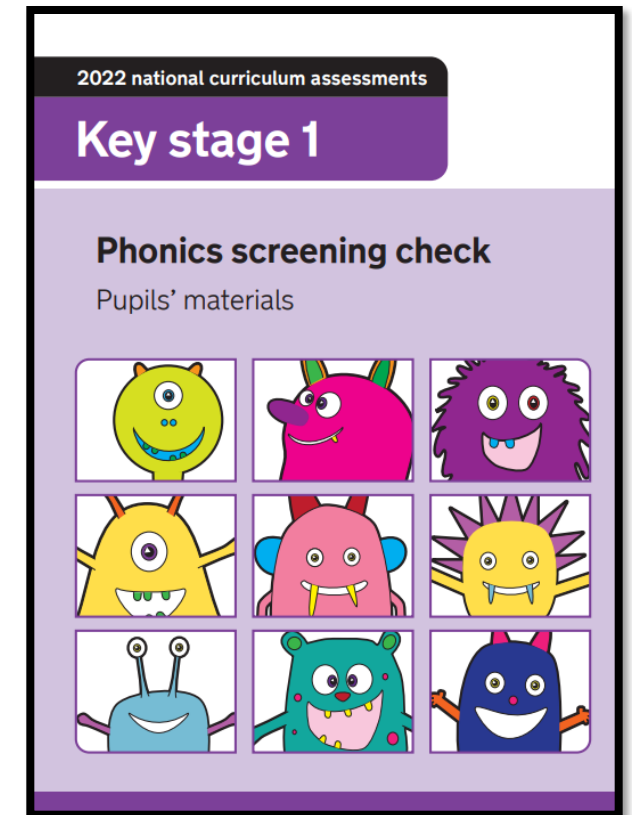 2022 national curriculum assessments
Key stage 1
Phonics screening check
Pupils’ materials